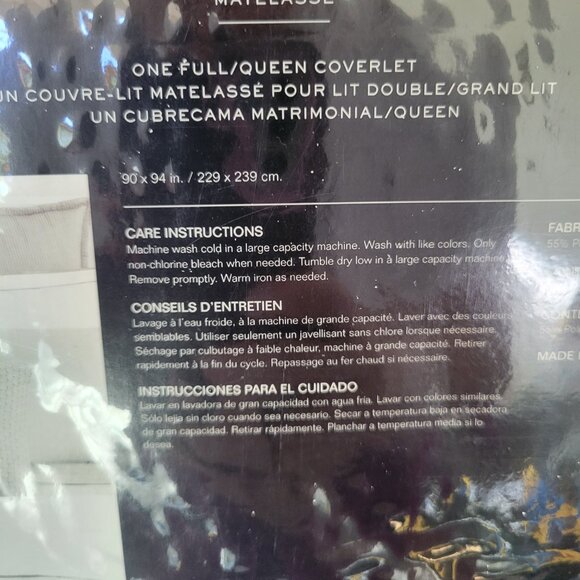 MATELASSÉ
ONE FULL/QUEEN COVERLET
UN COUVRE-LIT MATELASSÉ POUR LIT DOUBLE/GRAND LIT
UN CUBRECAMA MATRIMONIAL/QUEEN
90 x 94 in. / 229 x 239 cm.
CARE INSTRUCTIONS
Machine wash cold in a large capacity machine. Wash with like colors. Only
non-chlorine bleach when needed. Tumble dry low in a large capacity machine.
Remove promptly. Warm iron as needed.
CONSEILS D'ENTRETIEN
Lavage à l'eau froide, à la machine de grande capacité. Laver avec des couleurs
semblables. Utiliser seulement un javellisant sans chlore lorsque nécessaire.
Séchage par culbutage à faible chaleur, machine à grande capacité. Retirer
rapidement à la fin du cycle. Repassage au fer chaud si nécessaire.
INSTRUCCIONES PARA EL CUIDADO
Lavar en lavadora de gran capacidad con agua fría. Lavar con colores similares.
Sólo lejía sin cloro cuando sea necesario. Secar a temperatura baja en secadora
de gran capacidad. Retirar rápidamente. Planchar a temperatura media si lo
desea.
FABR
55% P
CONTE
MADE